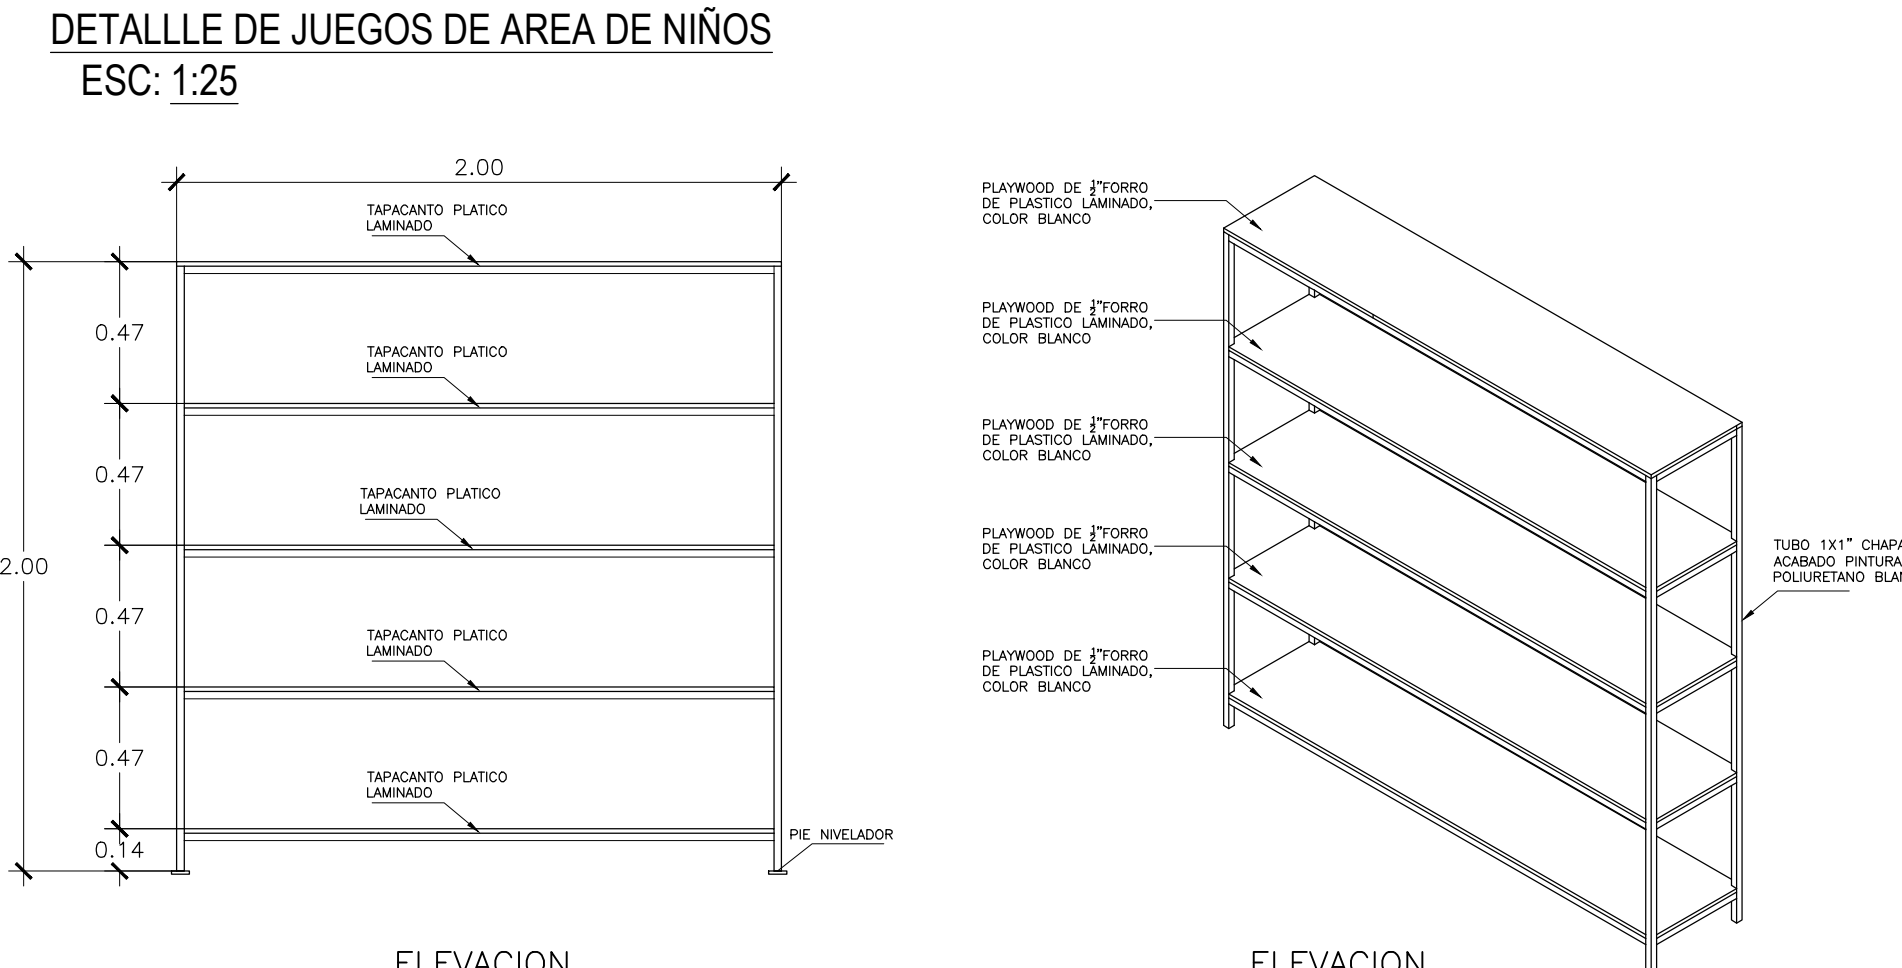 DETALLLE DE JUEGOS DE AREA DE NIÑOS
ESC: 1:25
2.00
TAPACANTO PLATICO
LAMINADO
0.47
TAPACANTO PLATICO
LAMINADO
0.47
TAPACANTO PLATICO
LAMINADO
2.00
0.47
TAPACANTO PLATICO
LAMINADO
0.47
TAPACANTO PLATICO
LAMINADO
0.14
PIE NIVELADOR
ELEVACION
PLAYWOOD DE ½"FORRO
DE PLASTICO LAMINADO,
COLOR BLANCO
PLAYWOOD DE ½"FORRO
DE PLASTICO LAMINADO,
COLOR BLANCO
PLAYWOOD DE ½"FORRO
DE PLASTICO LAMINADO,
COLOR BLANCO
PLAYWOOD DE ½"FORRO
DE PLASTICO LAMINADO,
COLOR BLANCO
PLAYWOOD DE ½"FORRO
DE PLASTICO LAMINADO,
COLOR BLANCO
TUBO 1X1" CHAPA
ACABADO PINTURA
POLIURETANO
ELEVACION